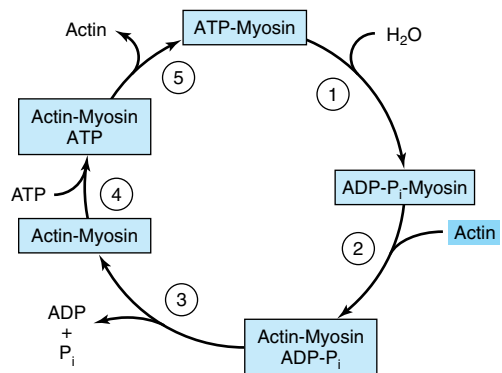 Actin
ATP-Myosin
H₂O
5
1
Actin-Myosin
ATP
ADP-Pᵢ-Myosin
ATP
4
2
Actin
Actin-Myosin
3
ADP
+
Pᵢ
Actin-Myosin
ADP-Pᵢ